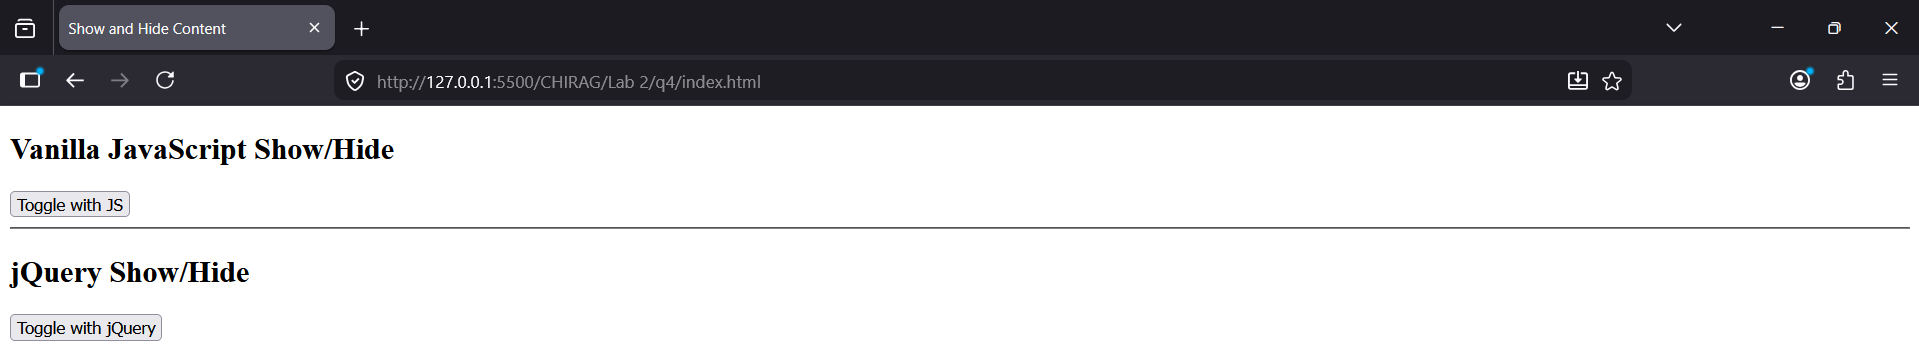 Show and Hide Content
http://127.0.0.1:5500/CHIRAG/Lab 2/q4/index.html
Vanilla JavaScript Show/Hide
Toggle with JS
jQuery Show/Hide
Toggle with jQuery